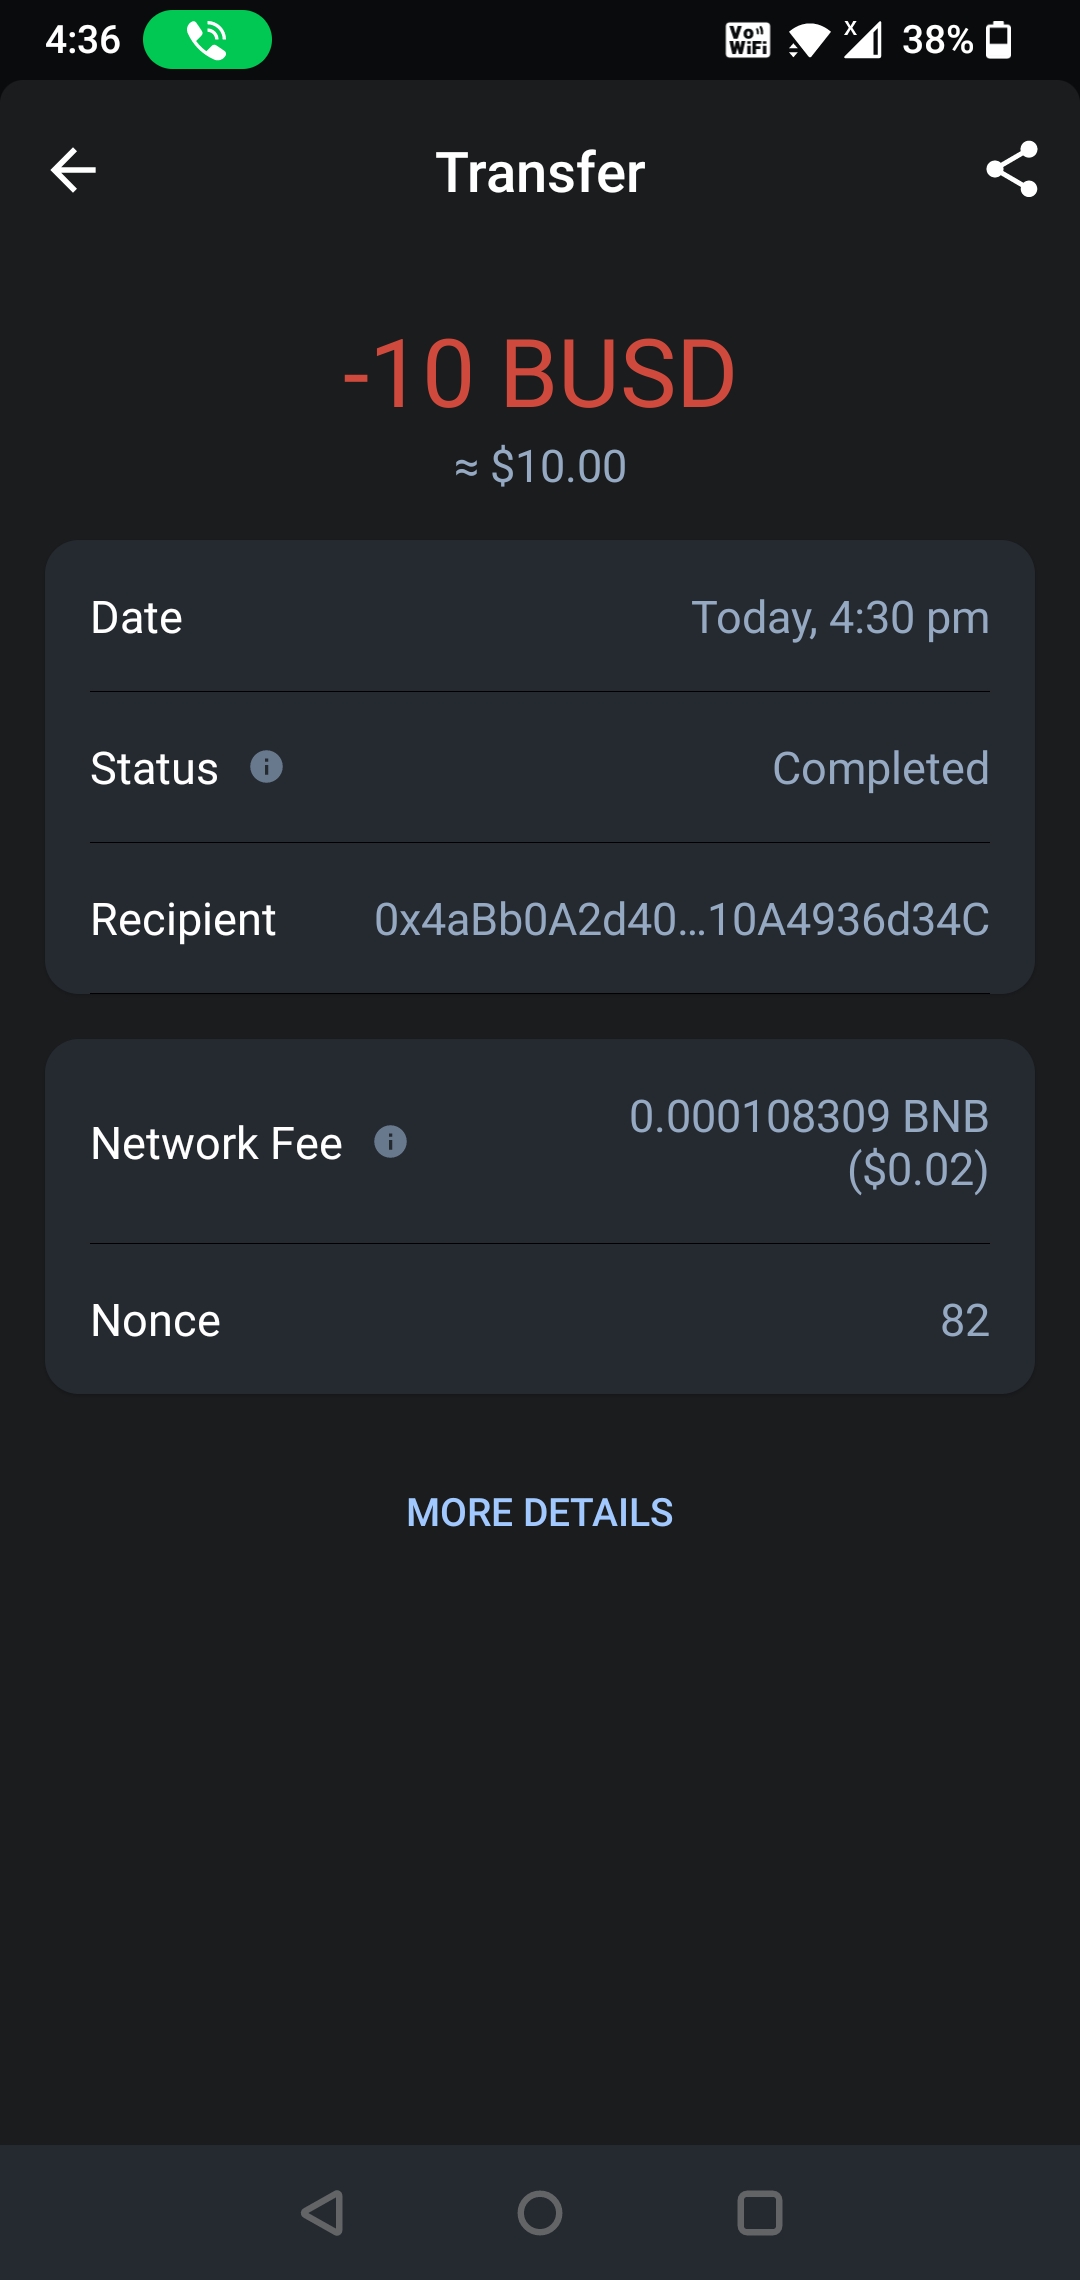 4:36
Vo WiFi
X
38%
Transfer
-10 BUSD
≈ $10.00
Date
Today, 4:30 pm
Status
Completed
Recipient
0x4aBb0A2d40...10A4936d34C
Network Fee
0.000108309 BNB
($0.02)
Nonce
82
MORE DETAILS